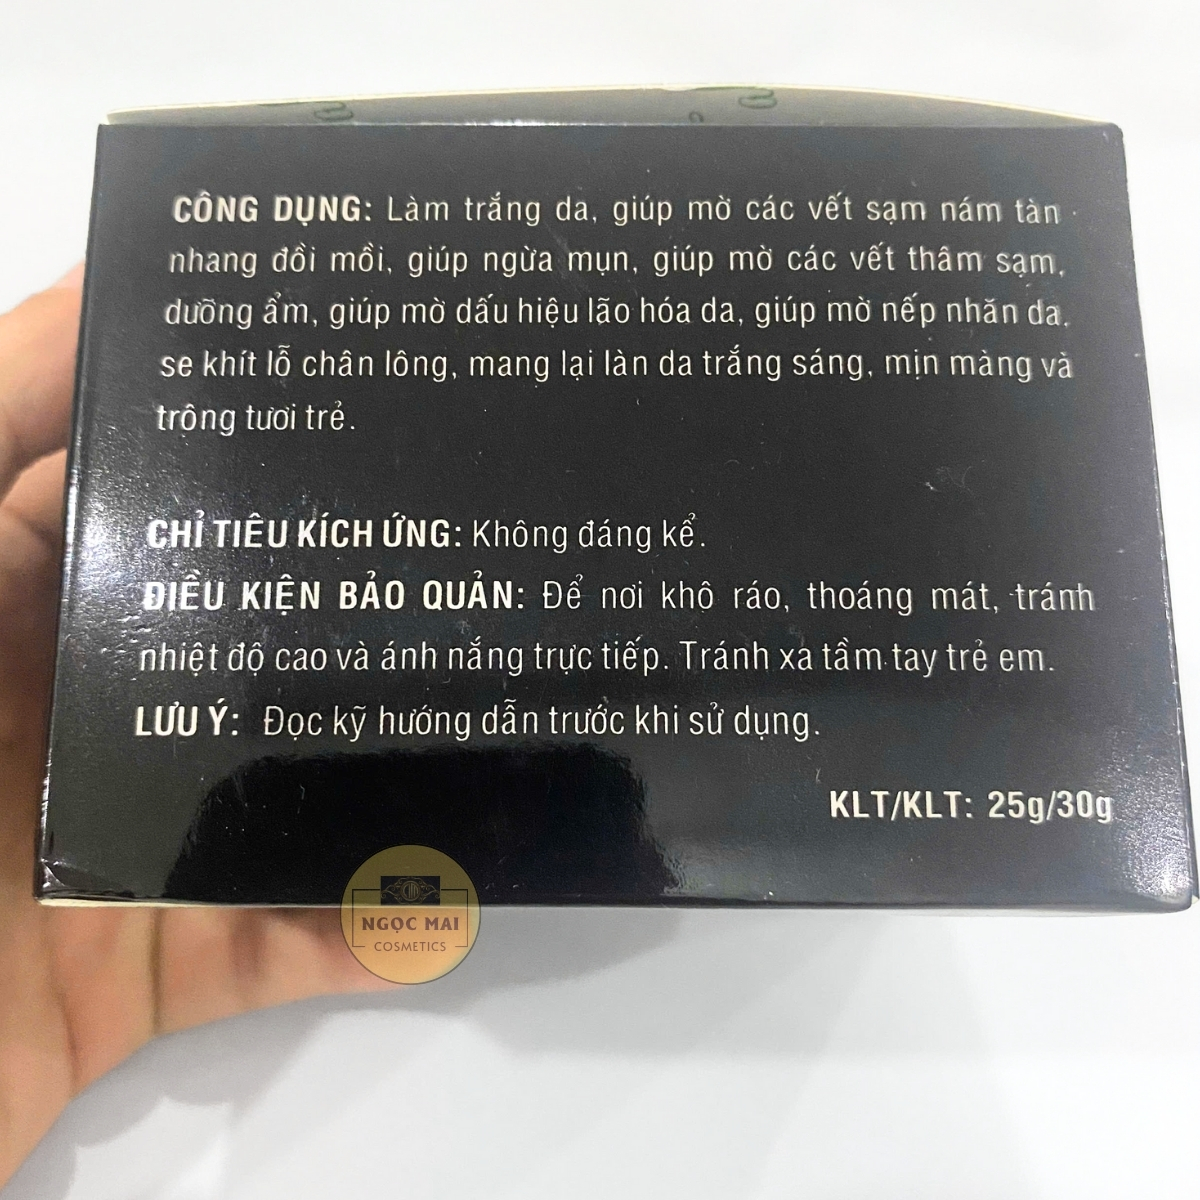 CÔNG DỤNG: Làm trắng da, giúp mờ các vết sạm nám tàn
nhang đồi mồi, giúp ngừa mụn, giúp mờ các vết thâm sạm,
dưỡng ẩm, giúp mờ dấu hiệu lão hóa da, giúp mờ nếp nhăn da,
se khít lỗ chân lông, mang lại làn da trắng sáng, mịn màng và
trông tươi trẻ.
CHỈ TIÊU KÍCH ỨNG: Không đáng kể.
ĐIỀU KIỆN BẢO QUẢN: Để nơi khô ráo, thoáng mát, tránh
nhiệt độ cao và ánh nắng trực tiếp. Tránh xa tầm tay trẻ em.
LƯU Ý: Đọc kỹ hướng dẫn trước khi sử dụng.
KLT/KLT: 25g/30g
NGỌC MAI
COSMETICS